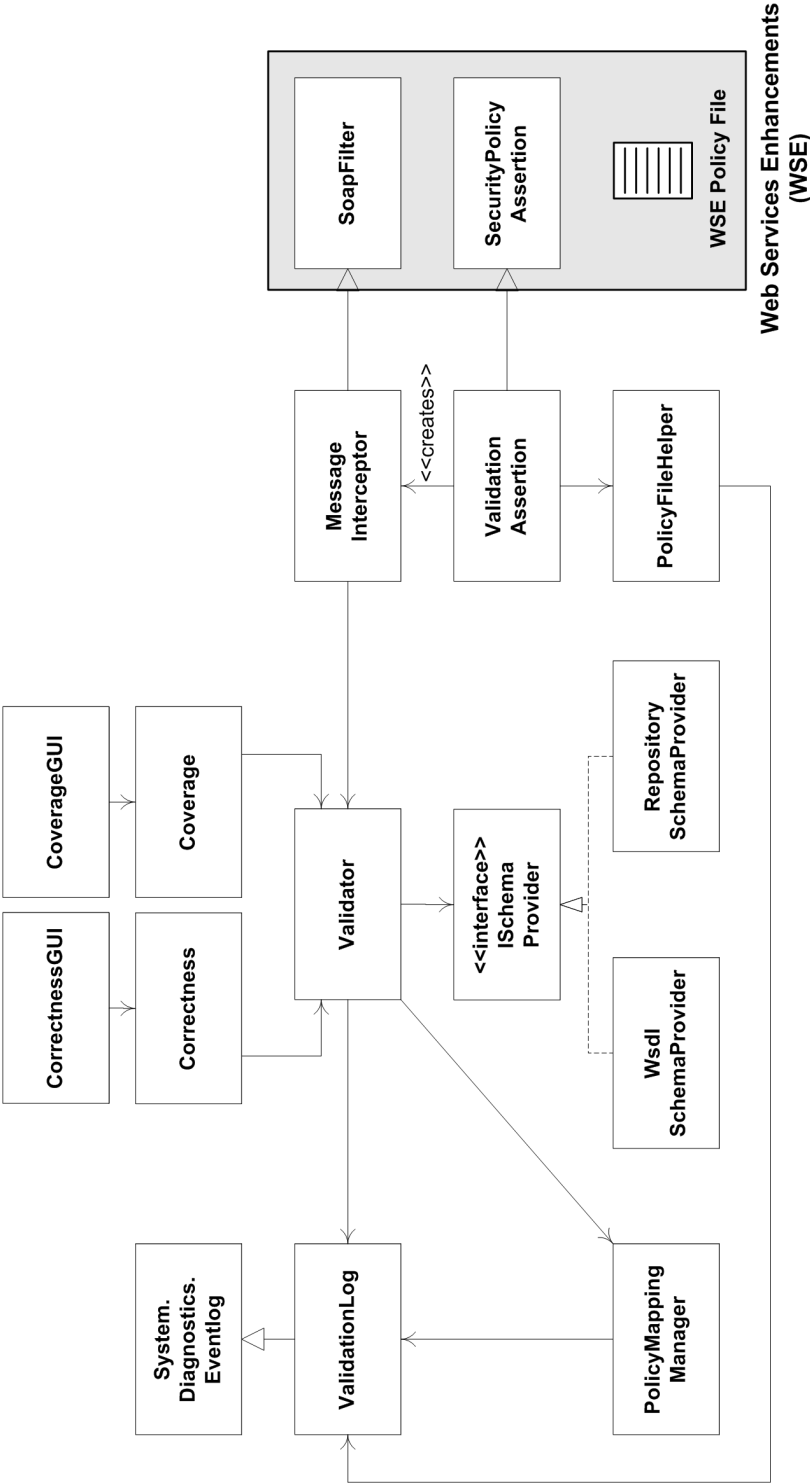 CorrectnessGUI
CoverageGUI
Correctness
Coverage
System.
Diagnostics.
Eventlog
ValidationLog
Validator
Message
Interceptor
SoapFilter
<<creates>>
<<interface>>
ISchema
Provider
Validation
Assertion
SecurityPolicy
Assertion
PolicyMapping
Manager
Wsdl
SchemaProvider
Repository
SchemaProvider
PolicyFileHelper
WSE Policy File
Web Services Enhancements
(WSE)